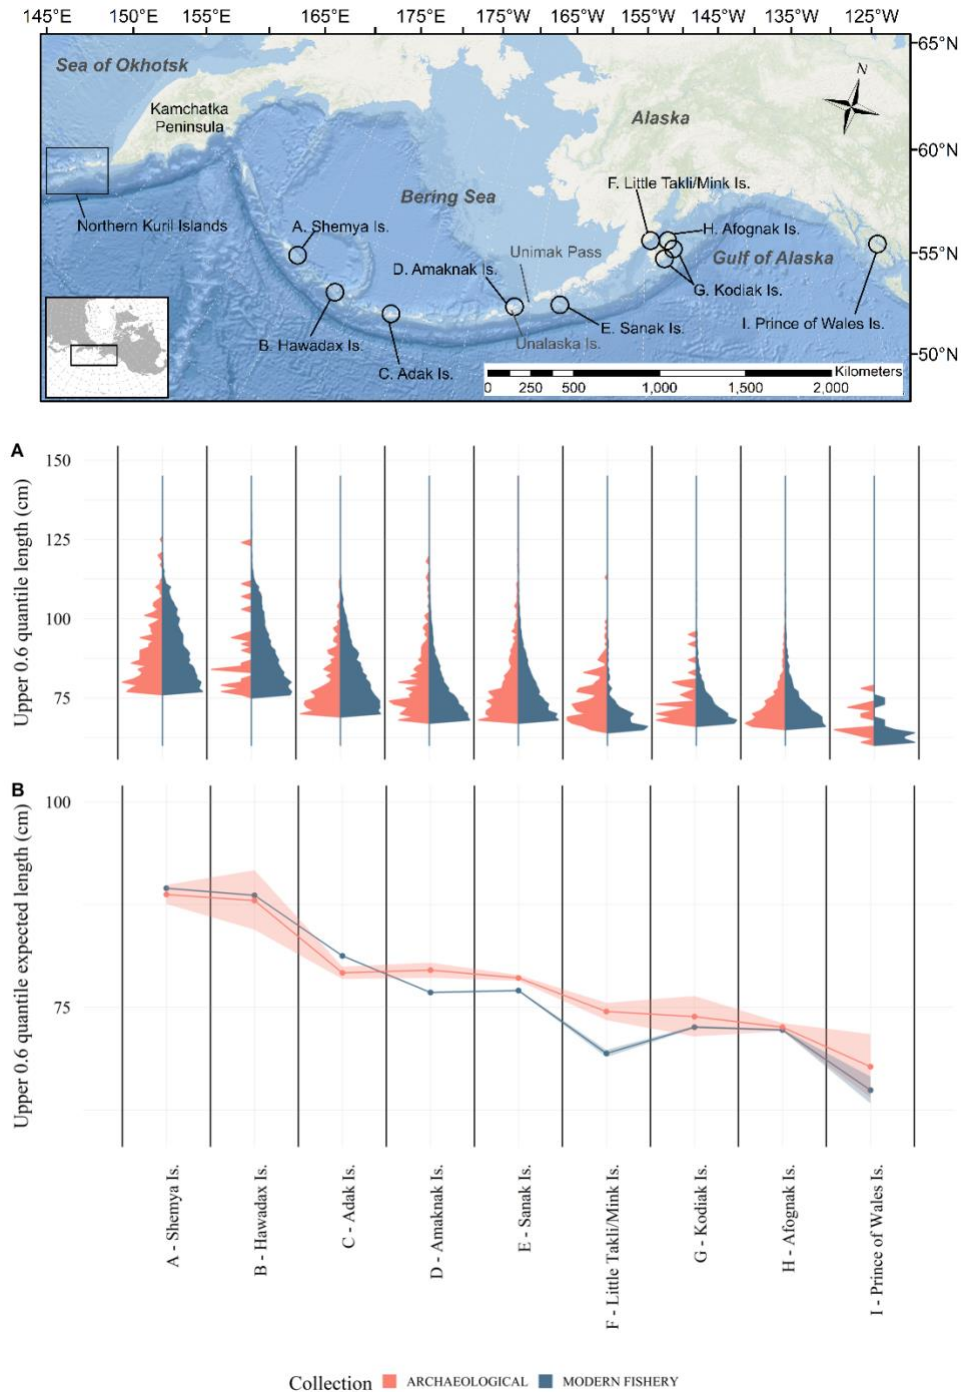 145°E 150°E 155°E 165°E 175°E 175°W 165°W 155°W 145°W 135°W 125°W
65°N
Sea of Okhotsk
N
Kamchatka
Peninsula
Alaska
60°N
F. Little Takli/Mink Is.
Bering Sea
Northern Kuril Islands
A. Shemya Is.
H. Afognak Is.
Unimak Pass
55°N
Gulf of Alaska
D. Amaknak Is.
G. Kodiak Is.
E. Sanak Is.
I. Prince of Wales Is.
B. Hawadax Is.
Unalaska Is.
50°N
C. Adak Is.
Kilometers
0 250 500 1,000 1,500 2,000
A
Upper 0.6 quantile length (cm)
150
125
100
75
B
Upper 0.6 quantile expected length (cm)
100
75
A - Shemya Is.
B - Hawadax Is.
C - Adak Is.
D - Amaknak Is.
E - Sanak Is.
F - Little Takli/Mink Is.
G - Kodiak Is.
H - Afognak Is.
I - Prince of Wales Is.
Collection ARCHAEOLOGICAL MODERN FISHERY